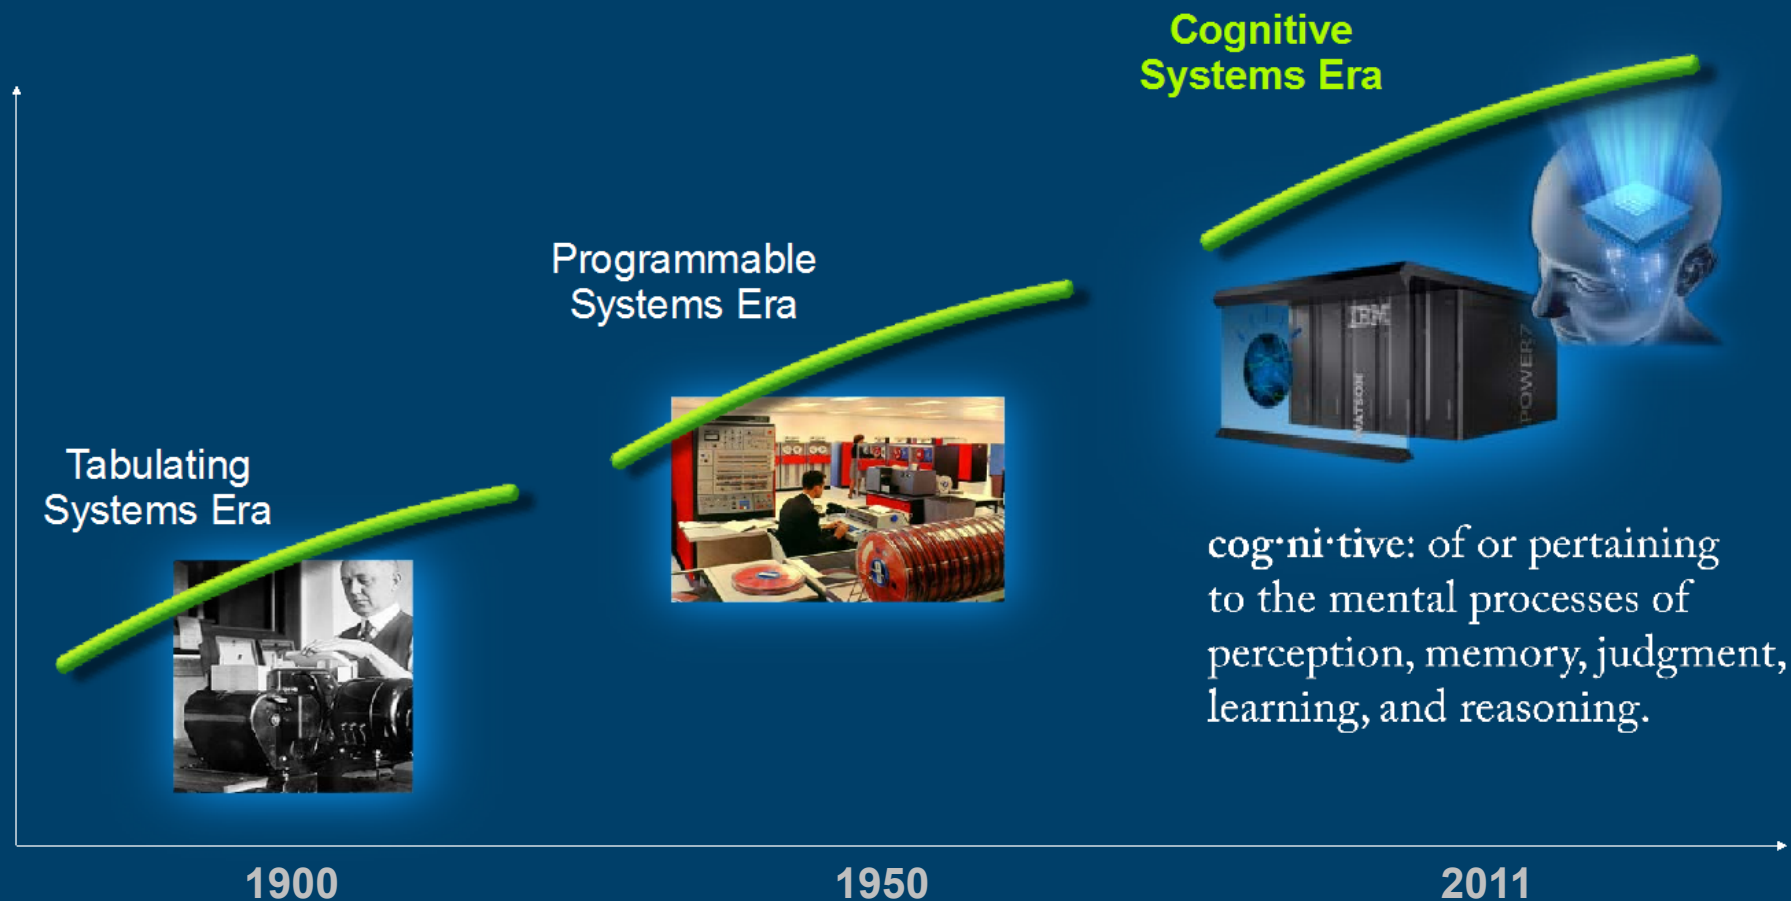 Cognitive
Systems Era
Programmable
Systems Era
Tabulating
Systems Era
IBM
WATSON
POWER7
cog·ni·tive: of or pertaining
to the mental processes of
perception, memory, judgment,
learning, and reasoning.
1900
1950
2011